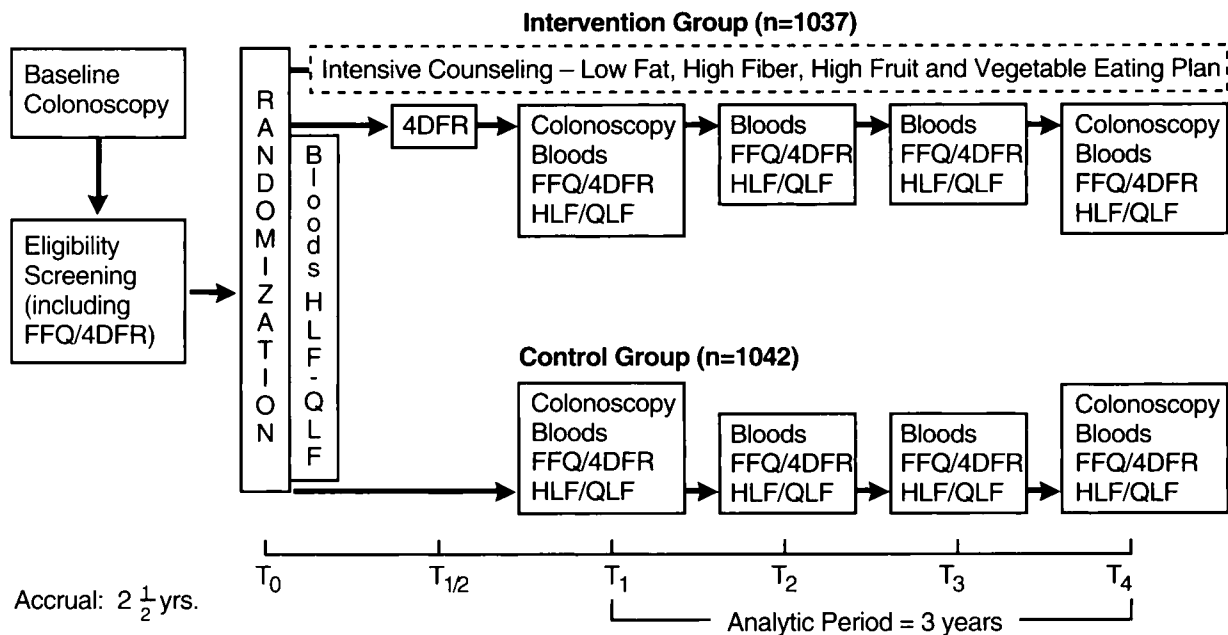 Intervention Group (n=1037)
Intensive Counseling – Low Fat, High Fiber, High Fruit and Vegetable Eating Plan
Baseline
Colonoscopy
Eligibility
Screening
(including
FFQ/4DFR)
RANDOMIZATION
Bloods HLF-QLF
4DFR
Colonoscopy
Bloods
FFQ/4DFR
HLF/QLF
Bloods
FFQ/4DFR
HLF/QLF
Bloods
FFQ/4DFR
HLF/QLF
Colonoscopy
Bloods
FFQ/4DFR
HLF/QLF
Control Group (n=1042)
Colonoscopy
Bloods
FFQ/4DFR
HLF/QLF
Bloods
FFQ/4DFR
HLF/QLF
Bloods
FFQ/4DFR
HLF/QLF
Colonoscopy
Bloods
FFQ/4DFR
HLF/QLF
T0 T1/2 T1 T2 T3 T4
Accrual: 2 1/2 yrs.
Analytic Period = 3 years